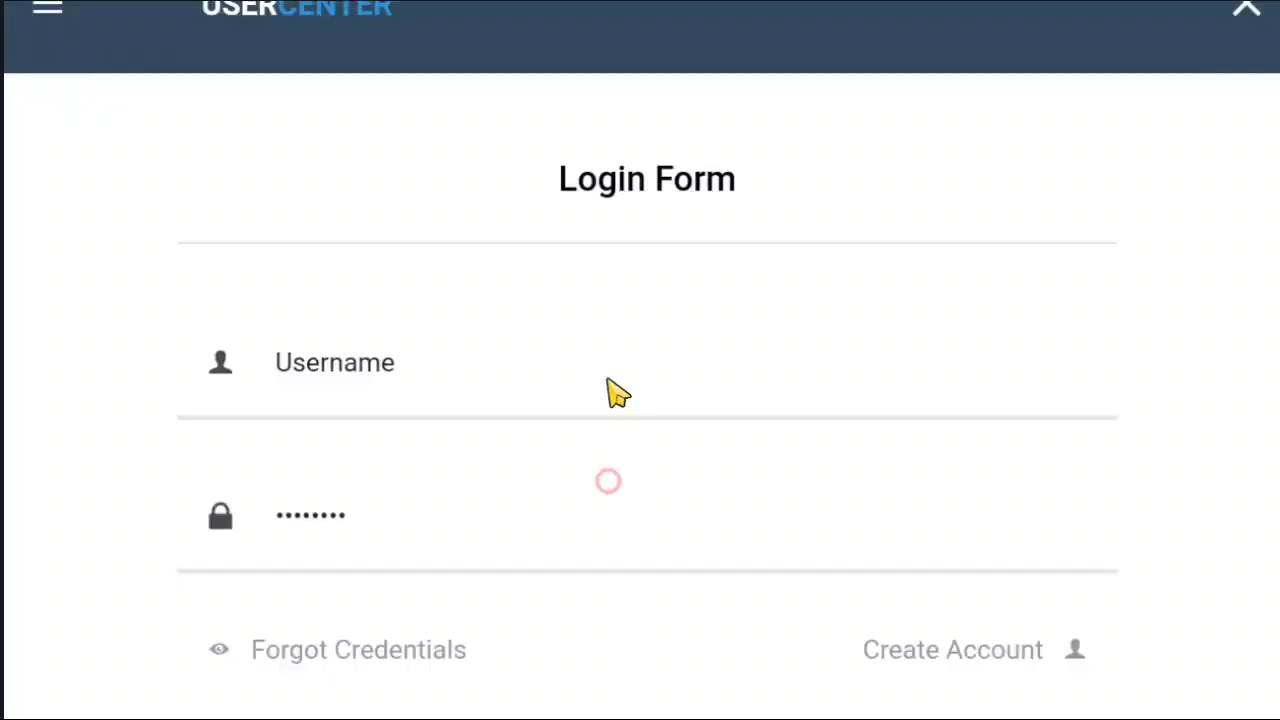 USERCENTER
Login Form
Username
••••••••
Forgot Credentials
Create Account